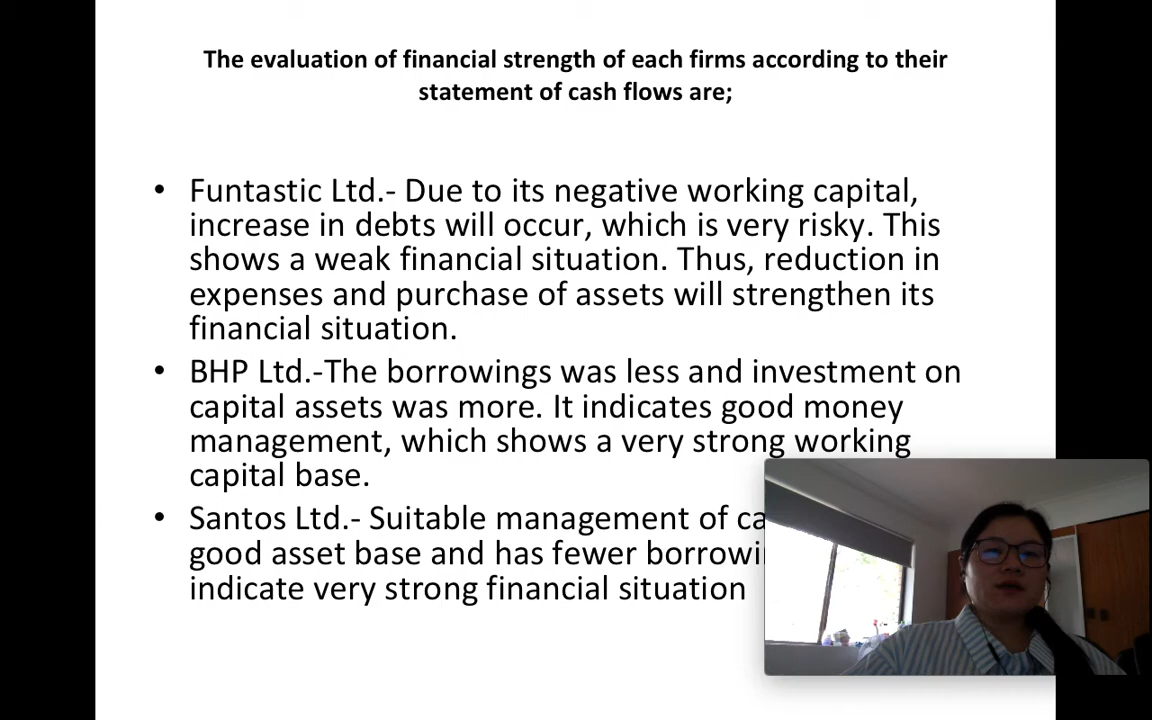 The evaluation of financial strength of each firms according to their
statement of cash flows are;
• Funtastic Ltd.- Due to its negative working capital,
increase in debts will occur, which is very risky. This
shows a weak financial situation. Thus, reduction in
expenses and purchase of assets will strengthen its
financial situation.
• BHP Ltd.-The borrowings was less and investment on
capital assets was more. It indicates good money
management, which shows a very strong working
capital base.
• Santos Ltd.- Suitable management of
good asset base and has fewer
indicate very strong financial situation